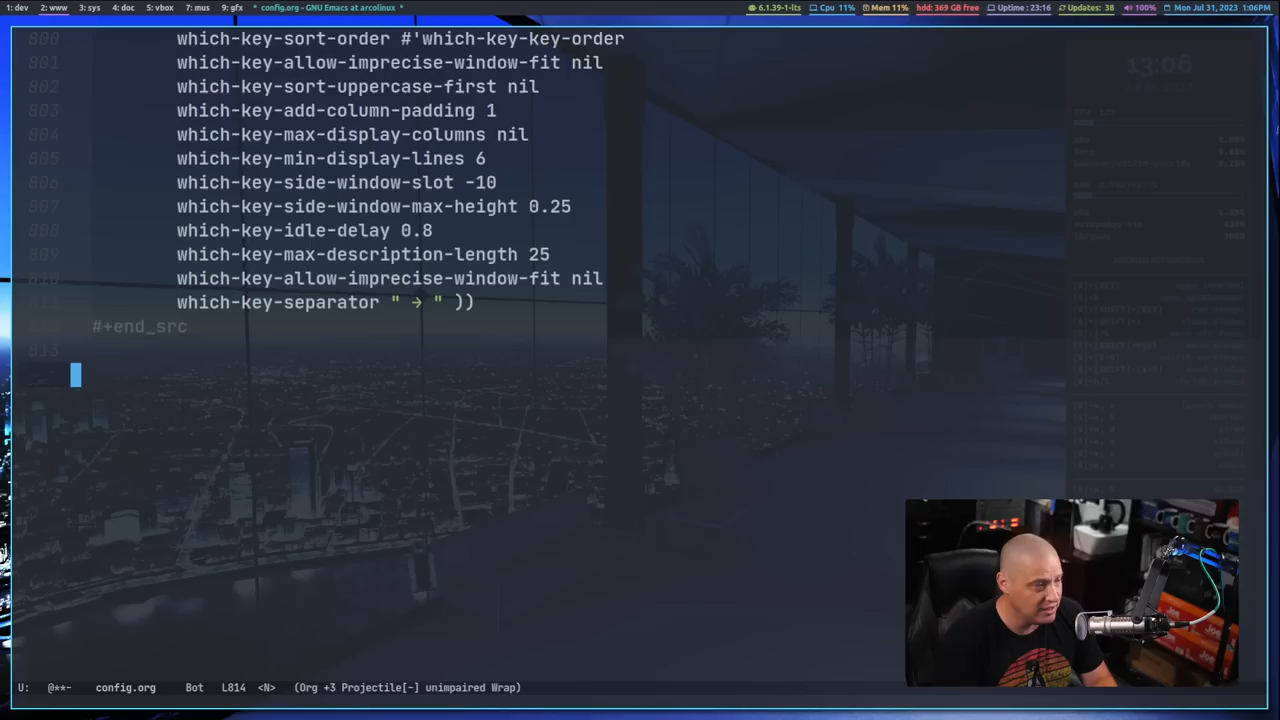 1: dev 2: www 3: sys 4: doc 5: vbox 7: mus 9: gfx * config.org - GNU Emacs at arcolinux *
6.1.39-1-lts Cpu 11% Mem 11% hdd: 369 GB free Uptime : 23:16 Updates: 38 100% Mon Jul 31, 2023 1:06PM
800 which-key-sort-order #'which-key-key-order
801 which-key-allow-imprecise-window-fit nil
802 which-key-sort-uppercase-first nil
803 which-key-add-column-padding 1
804 which-key-max-display-columns nil
805 which-key-min-display-lines 6
806 which-key-side-window-slot -10
807 which-key-side-window-max-height 0.25
808 which-key-idle-delay 0.8
809 which-key-max-description-length 25
810 which-key-allow-imprecise-window-fit nil
811 which-key-separator " → " ))
812 #+end_src
813
13:06
U: @**- config.org Bot L814 <N> (Org +3 Projectile[-] unimpaired Wrap)